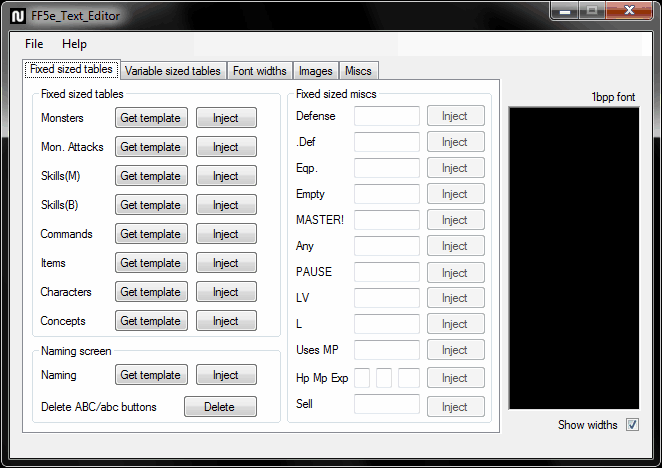 FF5e_Text_Editor
File Help
Fixed sized tables Variable sized tables Font widths Images Miscs
Fixed sized tables
Monsters Get template Inject
Mon. Attacks Get template Inject
Skills(M) Get template Inject
Skills(B) Get template Inject
Commands Get template Inject
Items Get template Inject
Characters Get template Inject
Concepts Get template Inject
Naming screen
Naming Get template Inject
Delete ABC/abc buttons Delete
Fixed sized miscs
Defense Inject
.Def Inject
Eqp. Inject
Empty Inject
MASTER! Inject
Any Inject
PAUSE Inject
LV Inject
L Inject
Uses MP Inject
Hp Mp Exp Inject
Sell Inject
1bpp font
Show widths